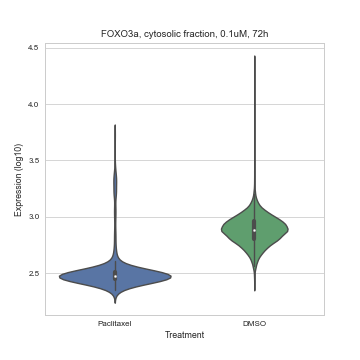 FOXO3a, cytosolic fraction, 0.1uM, 72h
4.5
4.0
3.5
3.0
2.5
Expression (log10)
Paclitaxel DMSO
Treatment